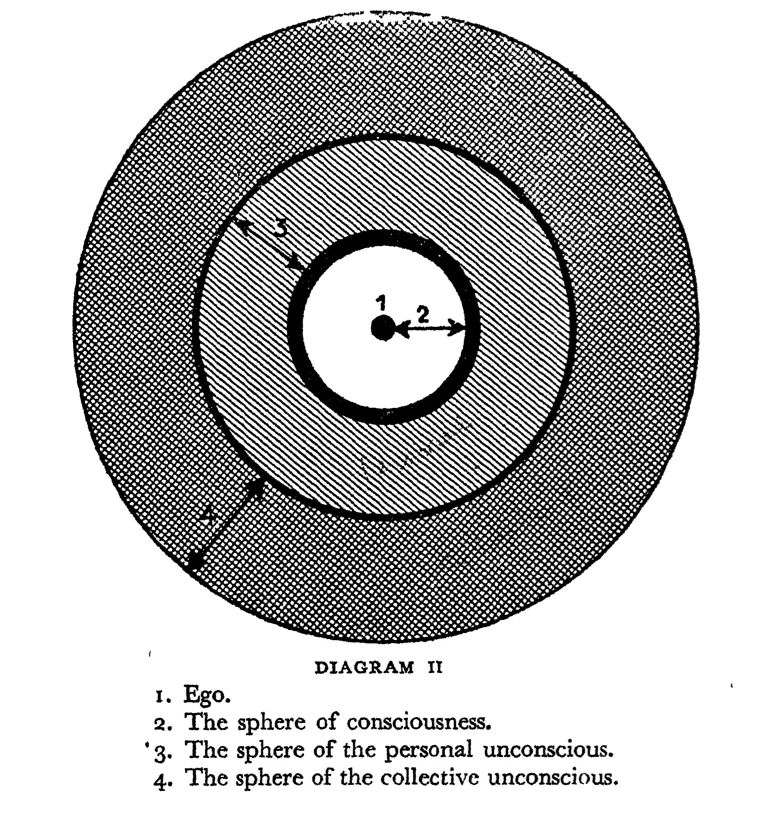 3
1
2
4
DIAGRAM II
1. Ego.
2. The sphere of consciousness.
3. The sphere of the personal unconscious.
4. The sphere of the collective unconscious.